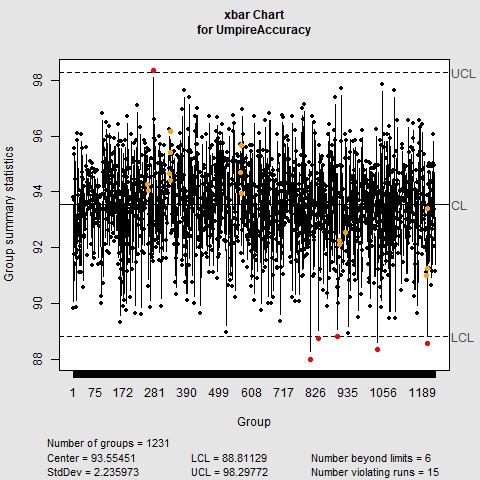 xbar Chart
for UmpireAccuracy
Group summary statistics
98
96
94
92
90
88
UCL
CL
LCL
1 75 172 281 390 499 608 717 826 935 1056 1189
Group
Number of groups = 1231
Center = 93.55451 LCL = 88.81129 Number beyond limits = 6
StdDev = 2.235973 UCL = 98.29772 Number violating runs = 15